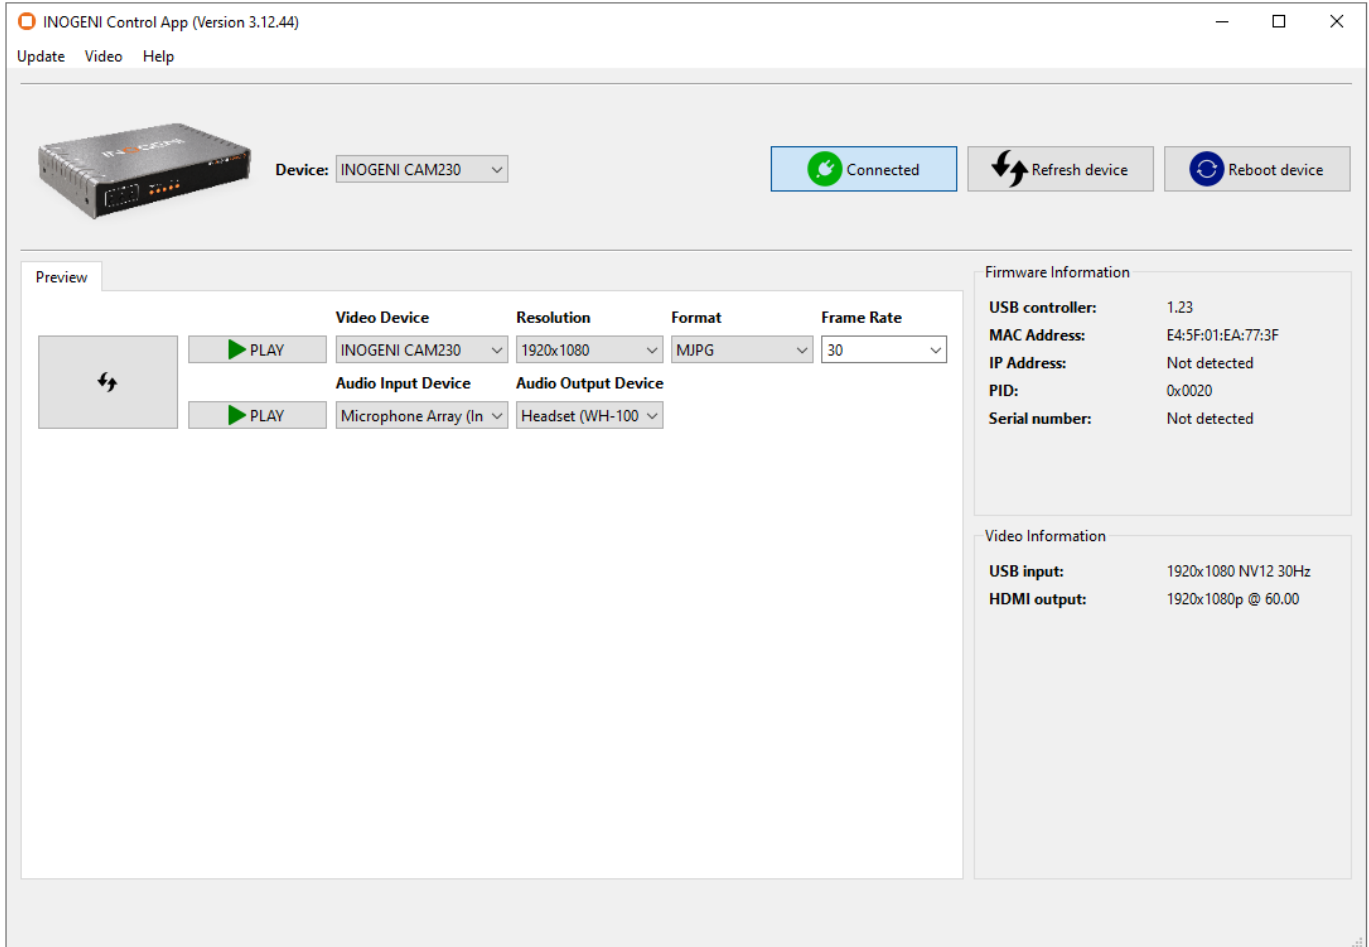 INOGENI Control App (Version 3.12.44)
Update Video Help
INOGENI
Device: INOGENI CAM230 Connected Refresh device Reboot device
Preview
Video Device Resolution Format Frame Rate
PLAY INOGENI CAM230 1920x1080 MJPG 30
Audio Input Device Audio Output Device
PLAY Microphone Array (In Headset (WH-100
Firmware Information
USB controller: 1.23
MAC Address: E4:5F:01:EA:77:3F
IP Address: Not detected
PID: 0x0020
Serial number: Not detected
Video Information
USB input: 1920x1080 NV12 30Hz
HDMI output: 1920x1080p @ 60.00